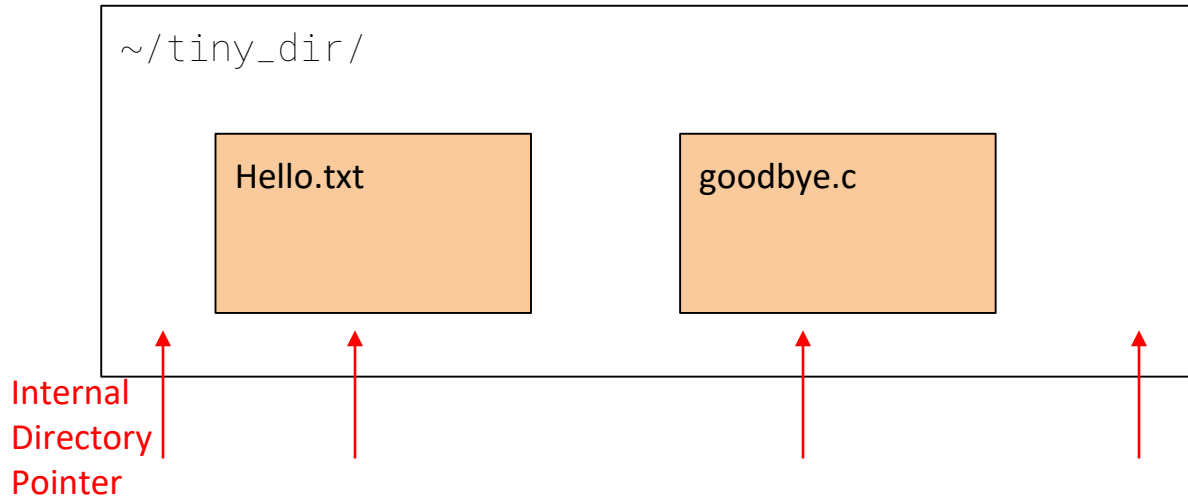 ~/tiny_dir/
Hello.txt
goodbye.c
Internal
Directory
Pointer